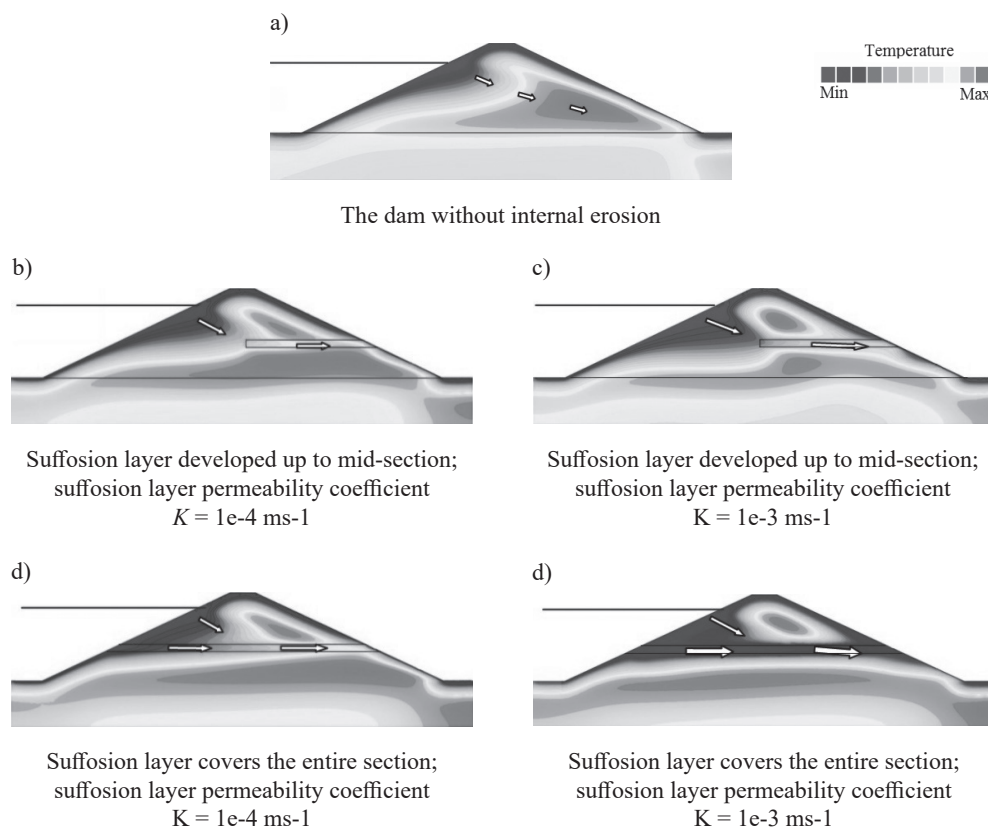 a)
Temperature
Min Max
The dam without internal erosion
b)
c)
Suffosion layer developed up to mid-section;
suffosion layer permeability coefficient
K = 1e-4 ms-1
Suffosion layer developed up to mid-section;
suffosion layer permeability coefficient
K = 1e-3 ms-1
d)
d)
Suffosion layer covers the entire section;
suffosion layer permeability coefficient
K = 1e-4 ms-1
Suffosion layer covers the entire section;
suffosion layer permeability coefficient
K = 1e-3 ms-1